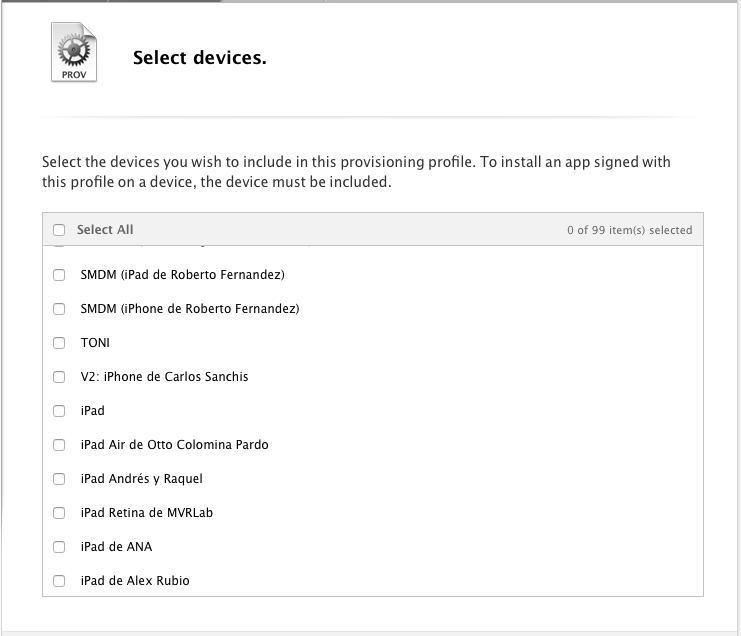 PROV
Select devices.
Select the devices you wish to include in this provisioning profile. To install an app signed with
this profile on a device, the device must be included.
Select All 0 of 99 item(s) selected
SMDM (iPad de Roberto Fernandez)
SMDM (iPhone de Roberto Fernandez)
TONI
V2: iPhone de Carlos Sanchis
iPad
iPad Air de Otto Colomina Pardo
iPad Andrés y Raquel
iPad Retina de MVRLab
iPad de ANA
iPad de Alex Rubio